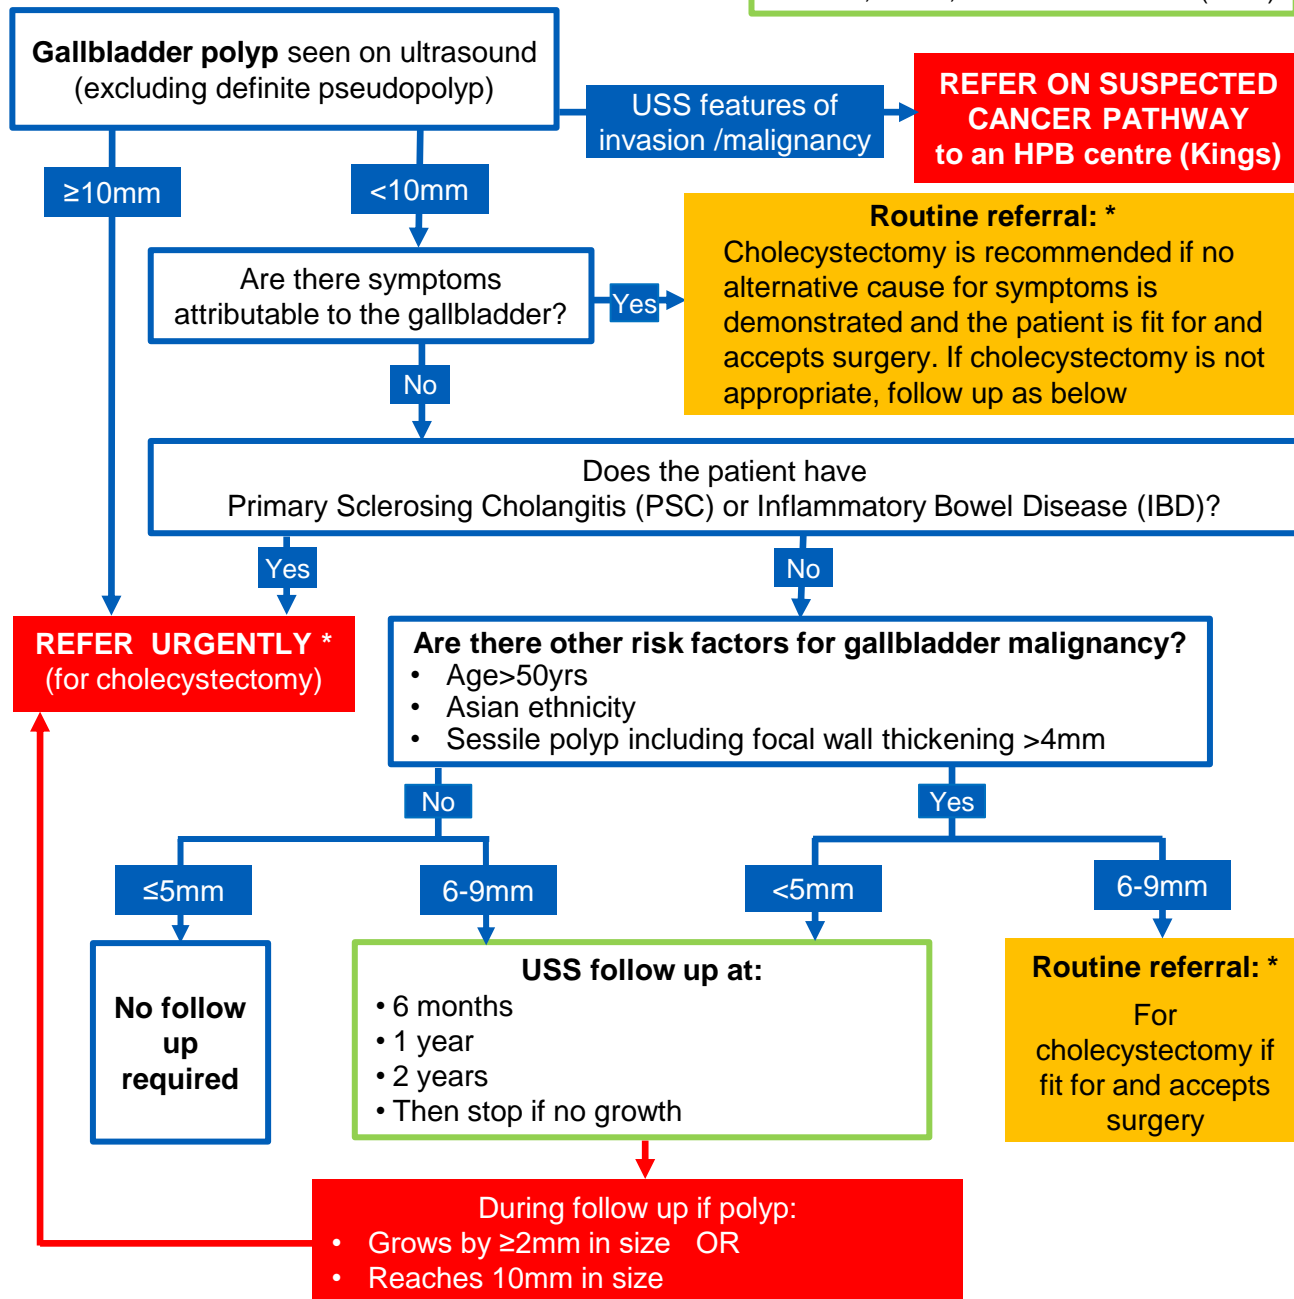 Gallbladder polyp seen on ultrasound
(excluding definite pseudopolyp)
USS features of
invasion /malignancy
REFER ON SUSPECTED
CANCER PATHWAY
to an HPB centre (Kings)
≥10mm
<10mm
Routine referral: *
Cholecystectomy is recommended if no
alternative cause for symptoms is
demonstrated and the patient is fit for and
accepts surgery. If cholecystectomy is not
appropriate, follow up as below
Are there symptoms
attributable to the gallbladder?
Yes
No
Does the patient have
Primary Sclerosing Cholangitis (PSC) or Inflammatory Bowel Disease (IBD)?
Yes
No
REFER URGENTLY *
(for cholecystectomy)
Are there other risk factors for gallbladder malignancy?
• Age>50yrs
• Asian ethnicity
• Sessile polyp including focal wall thickening >4mm
No
Yes
≤5mm
6-9mm
<5mm
6-9mm
No follow
up
required
USS follow up at:
• 6 months
• 1 year
• 2 years
• Then stop if no growth
Routine referral: *
For
cholecystectomy if
fit for and accepts
surgery
During follow up if polyp:
• Grows by ≥2mm in size OR
• Reaches 10mm in size